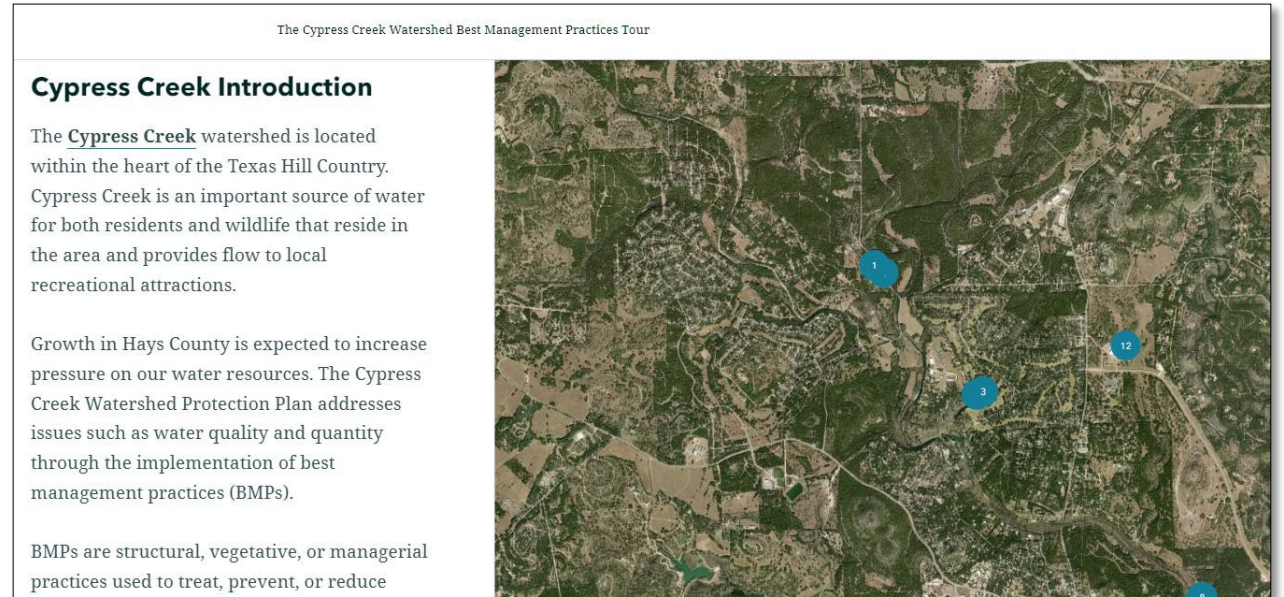 The Cypress Creek Watershed Best Management Practices Tour
Cypress Creek Introduction
The Cypress Creek watershed is located
within the heart of the Texas Hill Country.
Cypress Creek is an important source of water
for both residents and wildlife that reside in
the area and provides flow to local
recreational attractions.
Growth in Hays County is expected to increase
pressure on our water resources. The Cypress
Creek Watershed Protection Plan addresses
issues such as water quality and quantity
through the implementation of best
management practices (BMPs).
BMPs are structural, vegetative, or managerial
practices used to treat, prevent, or reduce
1
12
3